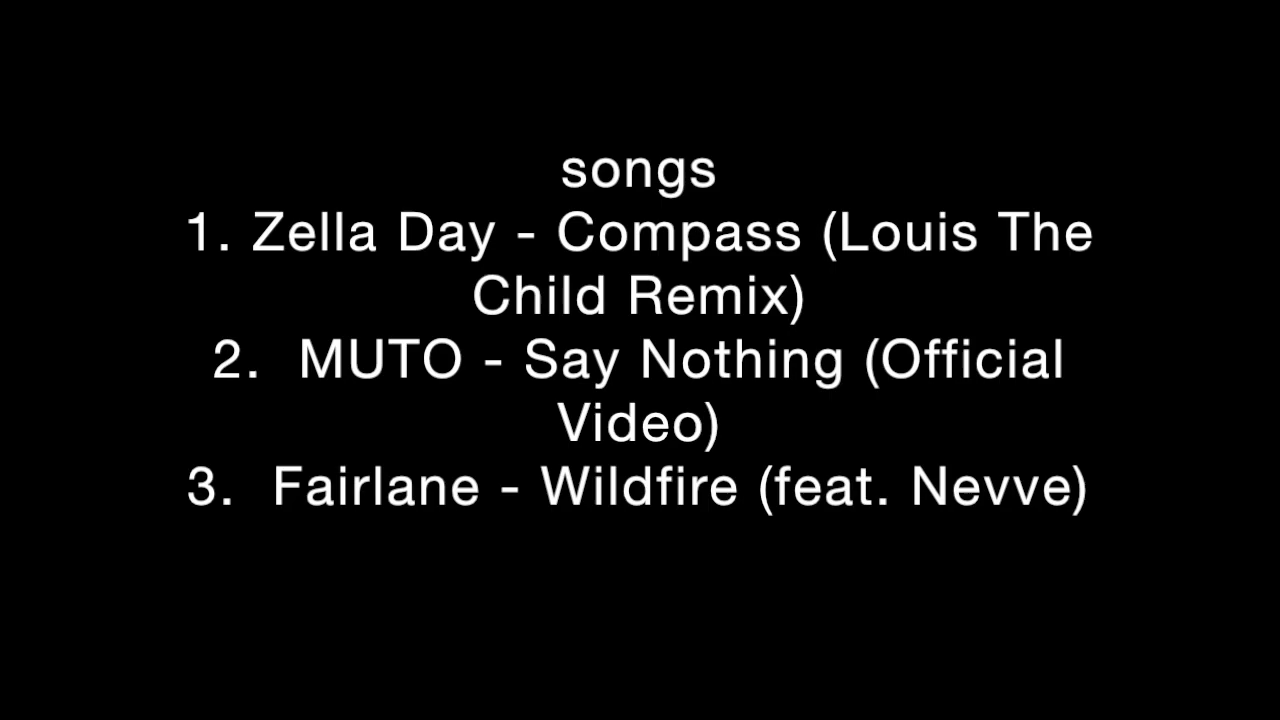 songs
1. Zella Day - Compass (Louis The
Child Remix)
2.  MUTO - Say Nothing (Official
Video)
3.  Fairlane - Wildfire (feat. Nevve)